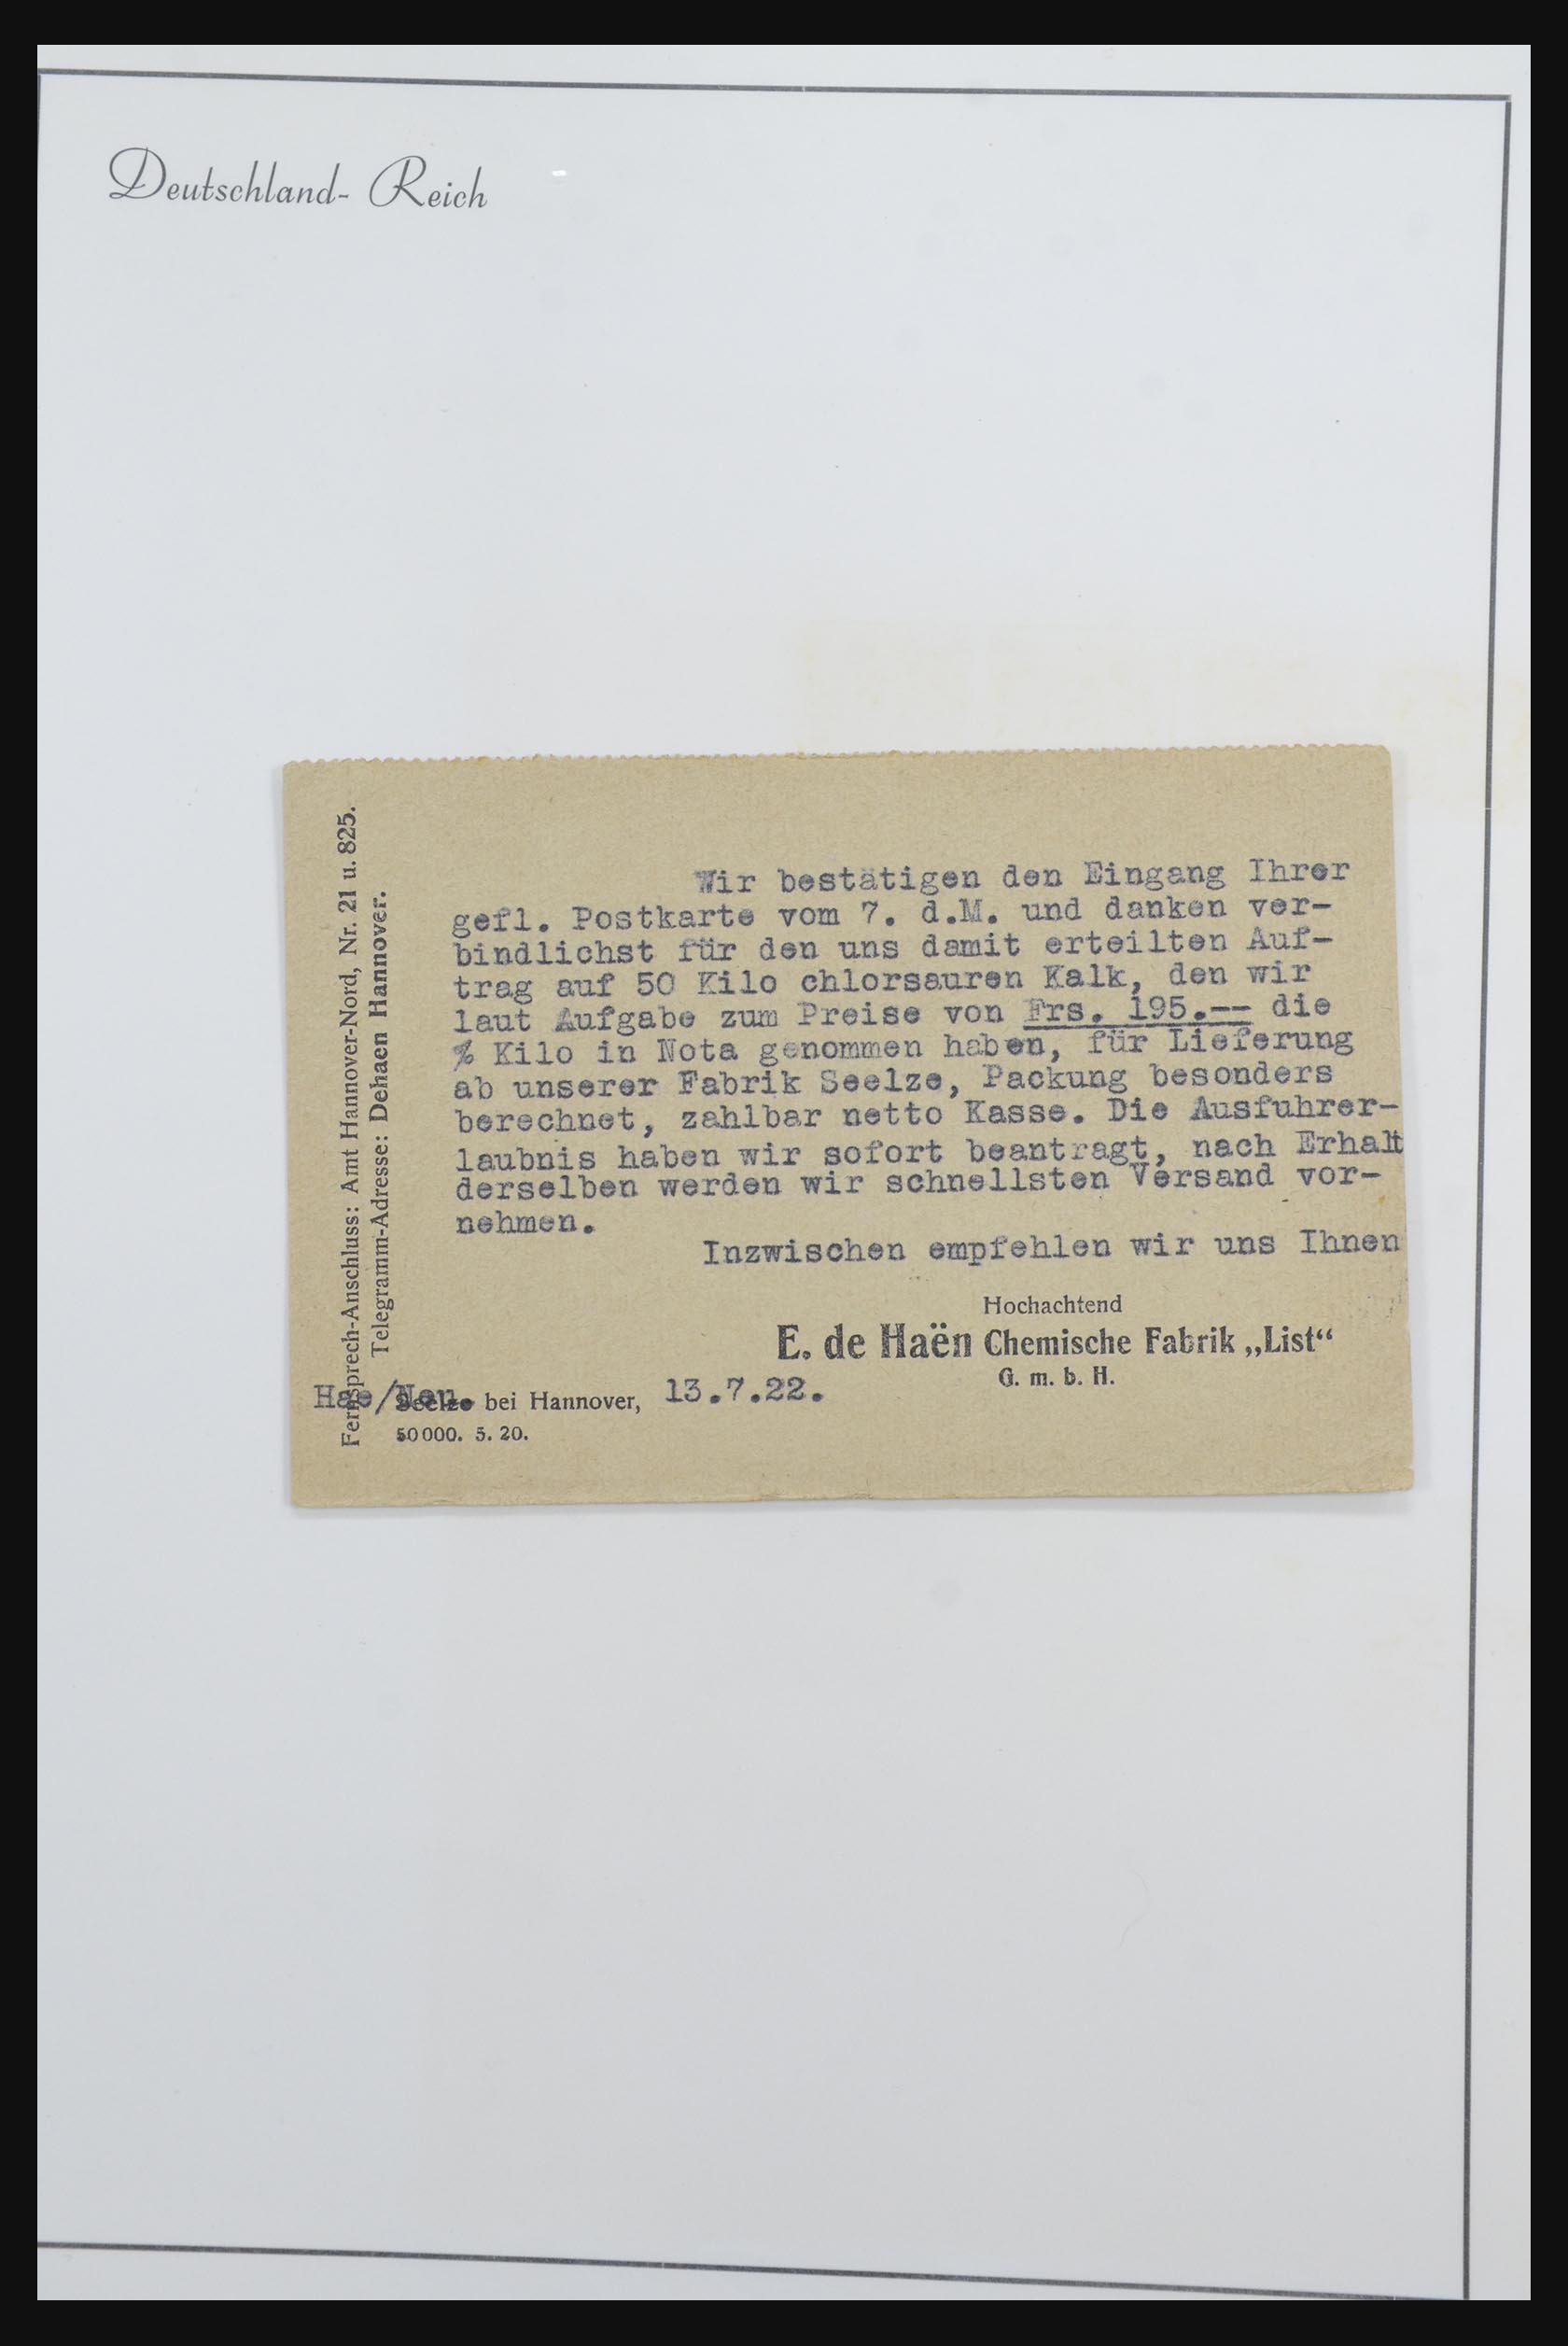 Deutschland- Reich
Fernsprech-Anschluss: Amt Hannover-Nord, Nr. 21 u. 825.
Telegramm-Adresse: Dehaen Hannover.
Wir bestätigen den Eingang Ihrer
gefl. Postkarte vom 7. d.M. und danken ver-
bindlichst für den uns damit erteilten Auf-
trag auf 50 Kilo chlorsauren Kalk, den wir
laut Aufgabe zum Preise von Frs. 195.-- die
% Kilo in Nota genommen haben, für Lieferung
ab unserer Fabrik Seelze, Packung besonders
berechnet, zahlbar netto Kasse. Die Ausfuhrer-
laubnis haben wir sofort beantragt, nach Erhalt
derselben werden wir schnellsten Versand vor-
nehmen.
Inzwischen empfehlen wir uns Ihnen
Hochachtend
E. de Haën Chemische Fabrik „List“
G. m. b. H.
Seelze bei Hannover, 13.7.22.
50000. 5. 20.